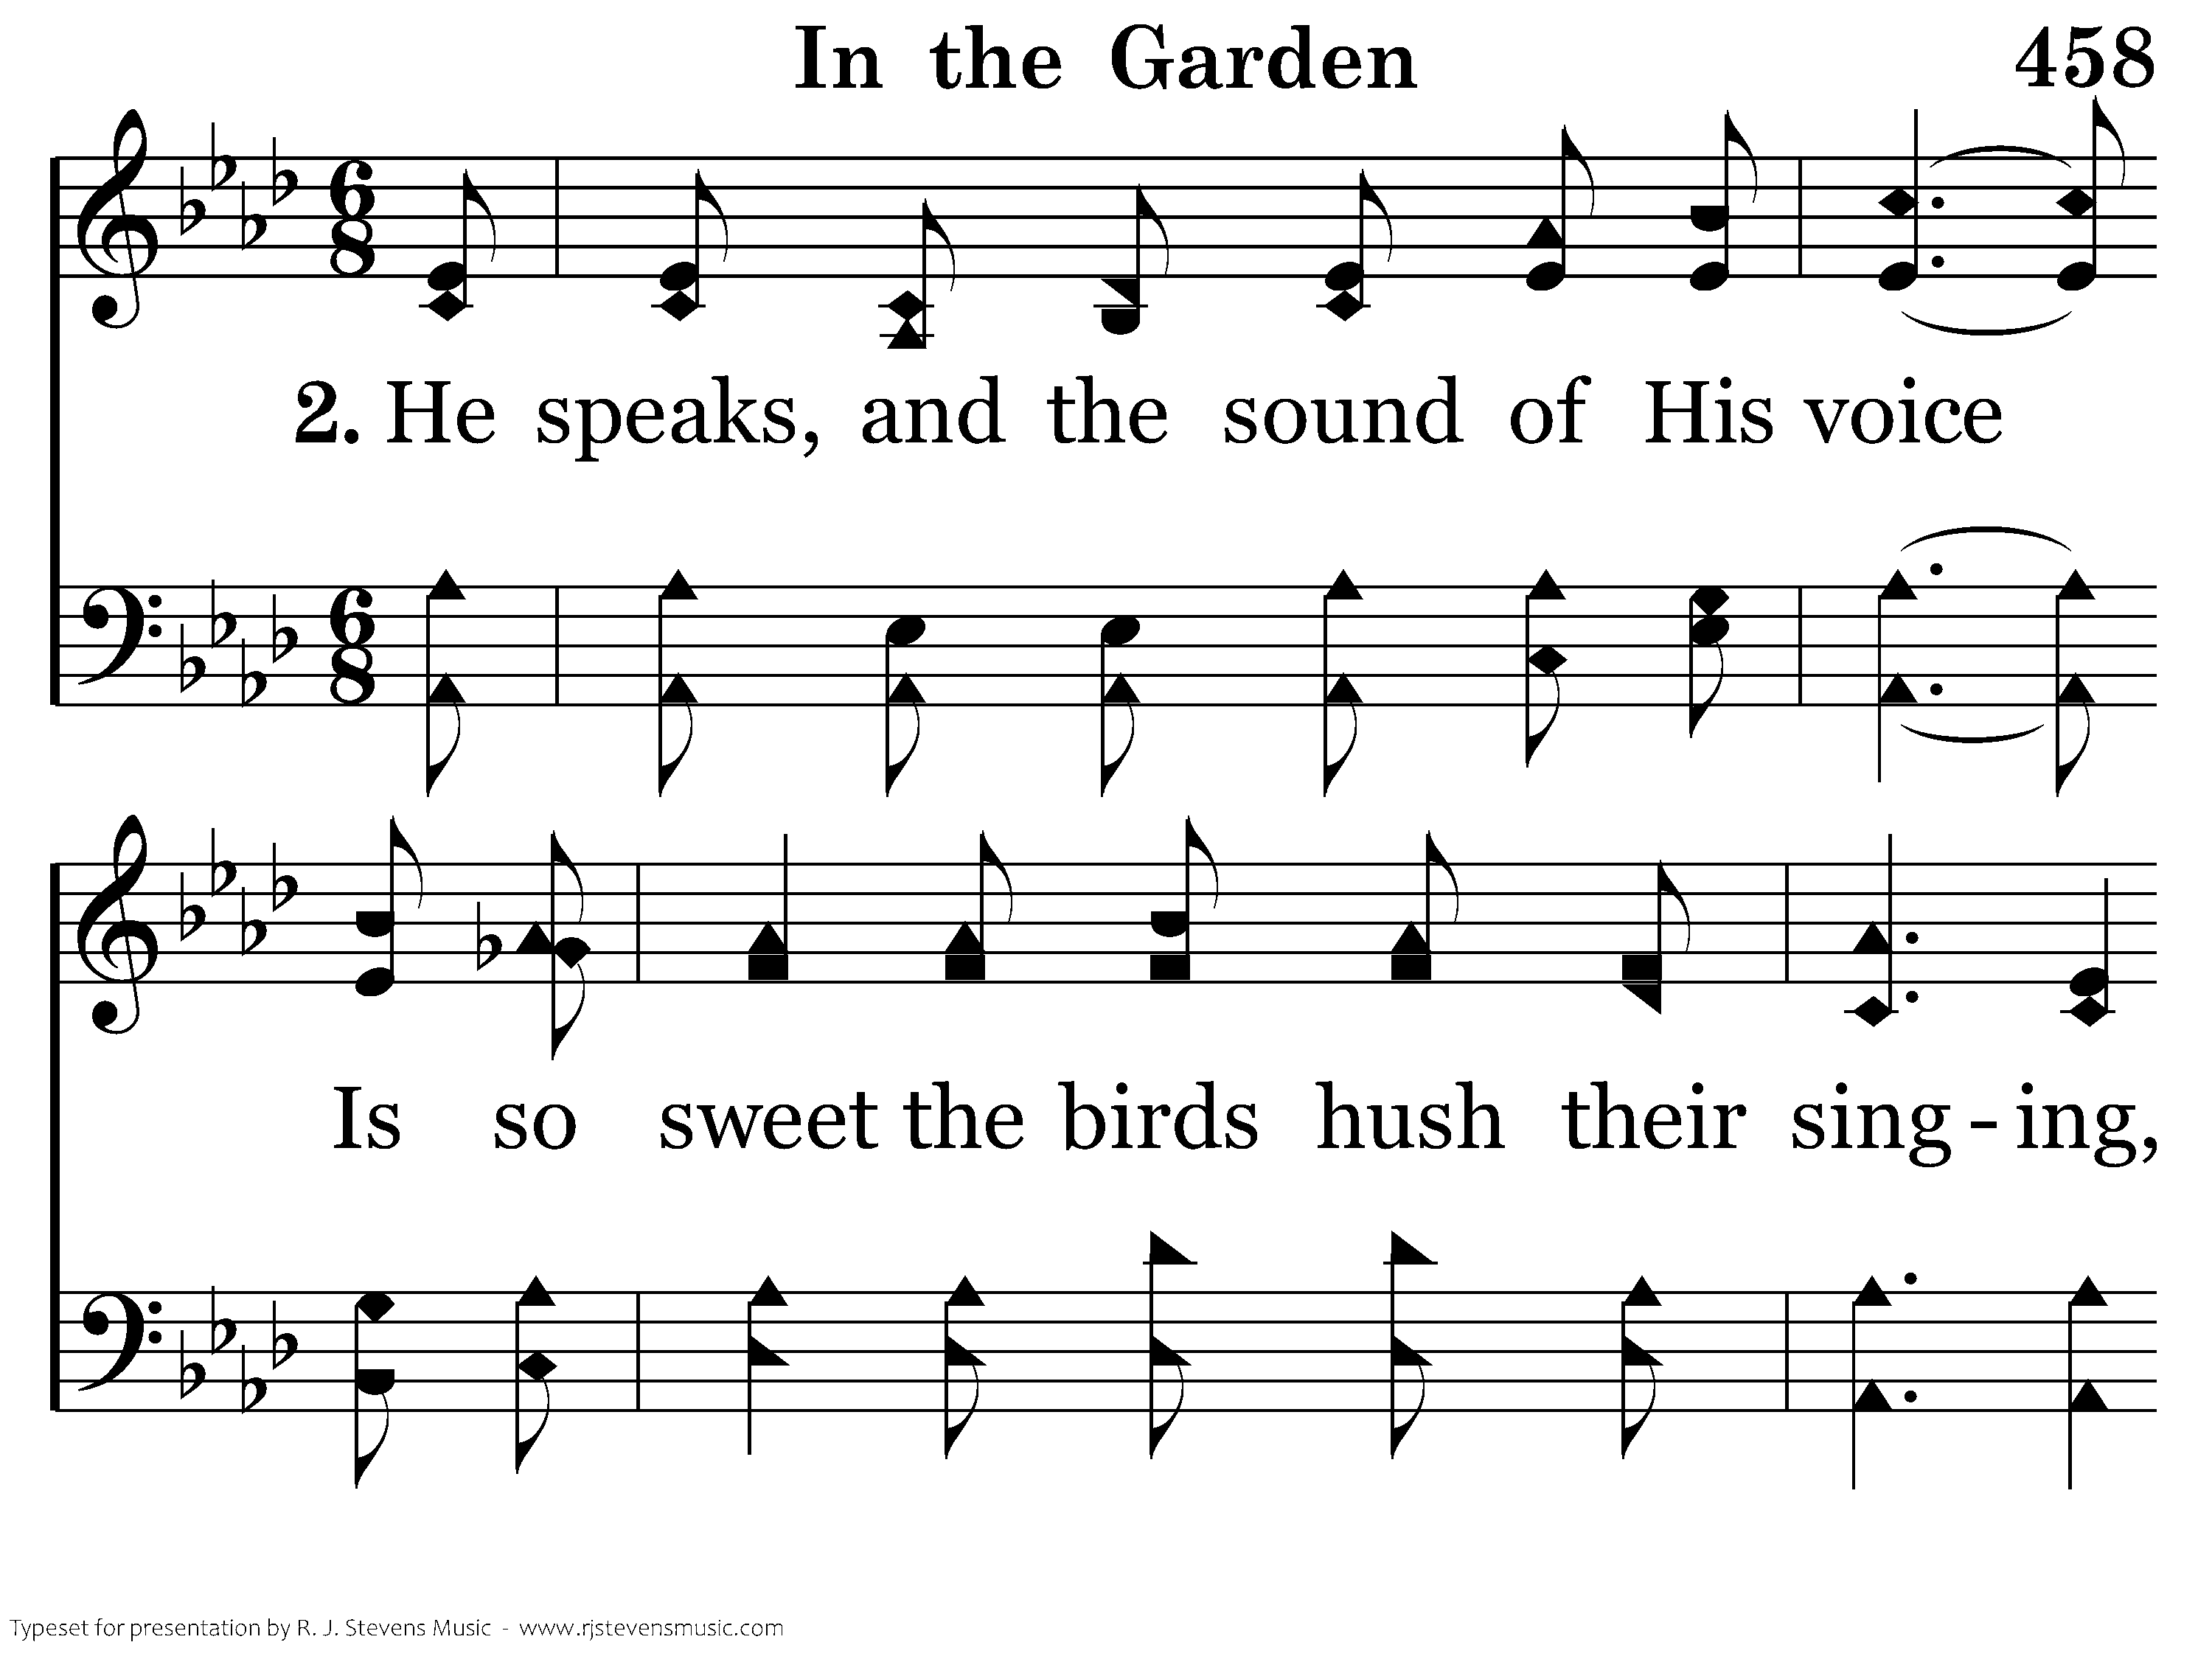 In the Garden 458
2. He speaks, and the sound of His voice
Is so sweet the birds hush their sing - ing,
Typeset for presentation by R. J. Stevens Music - www.rjstevensmusic.com